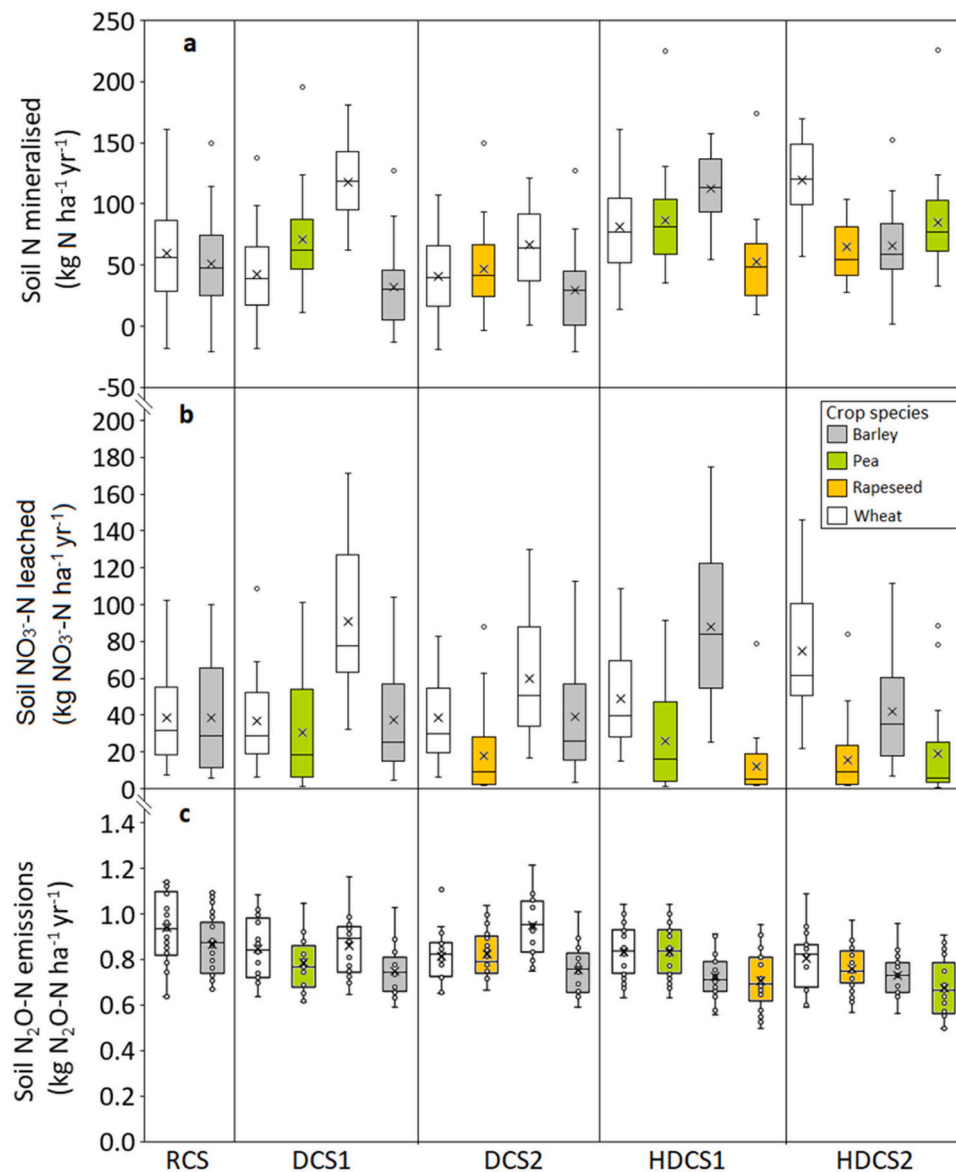 a
250
200
150
100
50
0
-50
Soil N mineralised
(kg N ha⁻¹ yr⁻¹)
b
200
180
160
140
120
100
80
60
40
20
0
Soil NO₃⁻-N leached
(kg NO₃⁻-N ha⁻¹ yr⁻¹)
Crop species
Barley
Pea
Rapeseed
Wheat
c
1.4
1.2
1.0
0.8
0.6
0.4
0.2
0.0
Soil N₂O-N emissions
(kg N₂O-N ha⁻¹ yr⁻¹)
RCS DCS1 DCS2 HDCS1 HDCS2